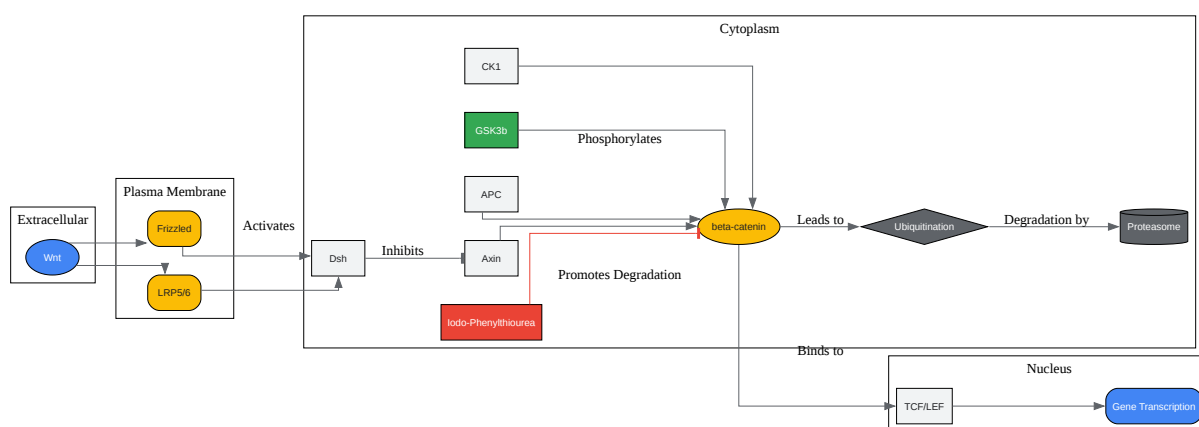 Cytoplasm
CK1
GSK3b
Phosphorylates
Plasma Membrane
APC
Extracellular
Frizzled
Activates
beta-catenin
Leads to
Ubiquitination
Degradation by
Proteasome
Wnt
Dsh
Inhibits
Axin
Promotes Degradation
LRP5/6
Iodo-Phenylthiourea
Binds to
Nucleus
TCF/LEF
Gene Transcription